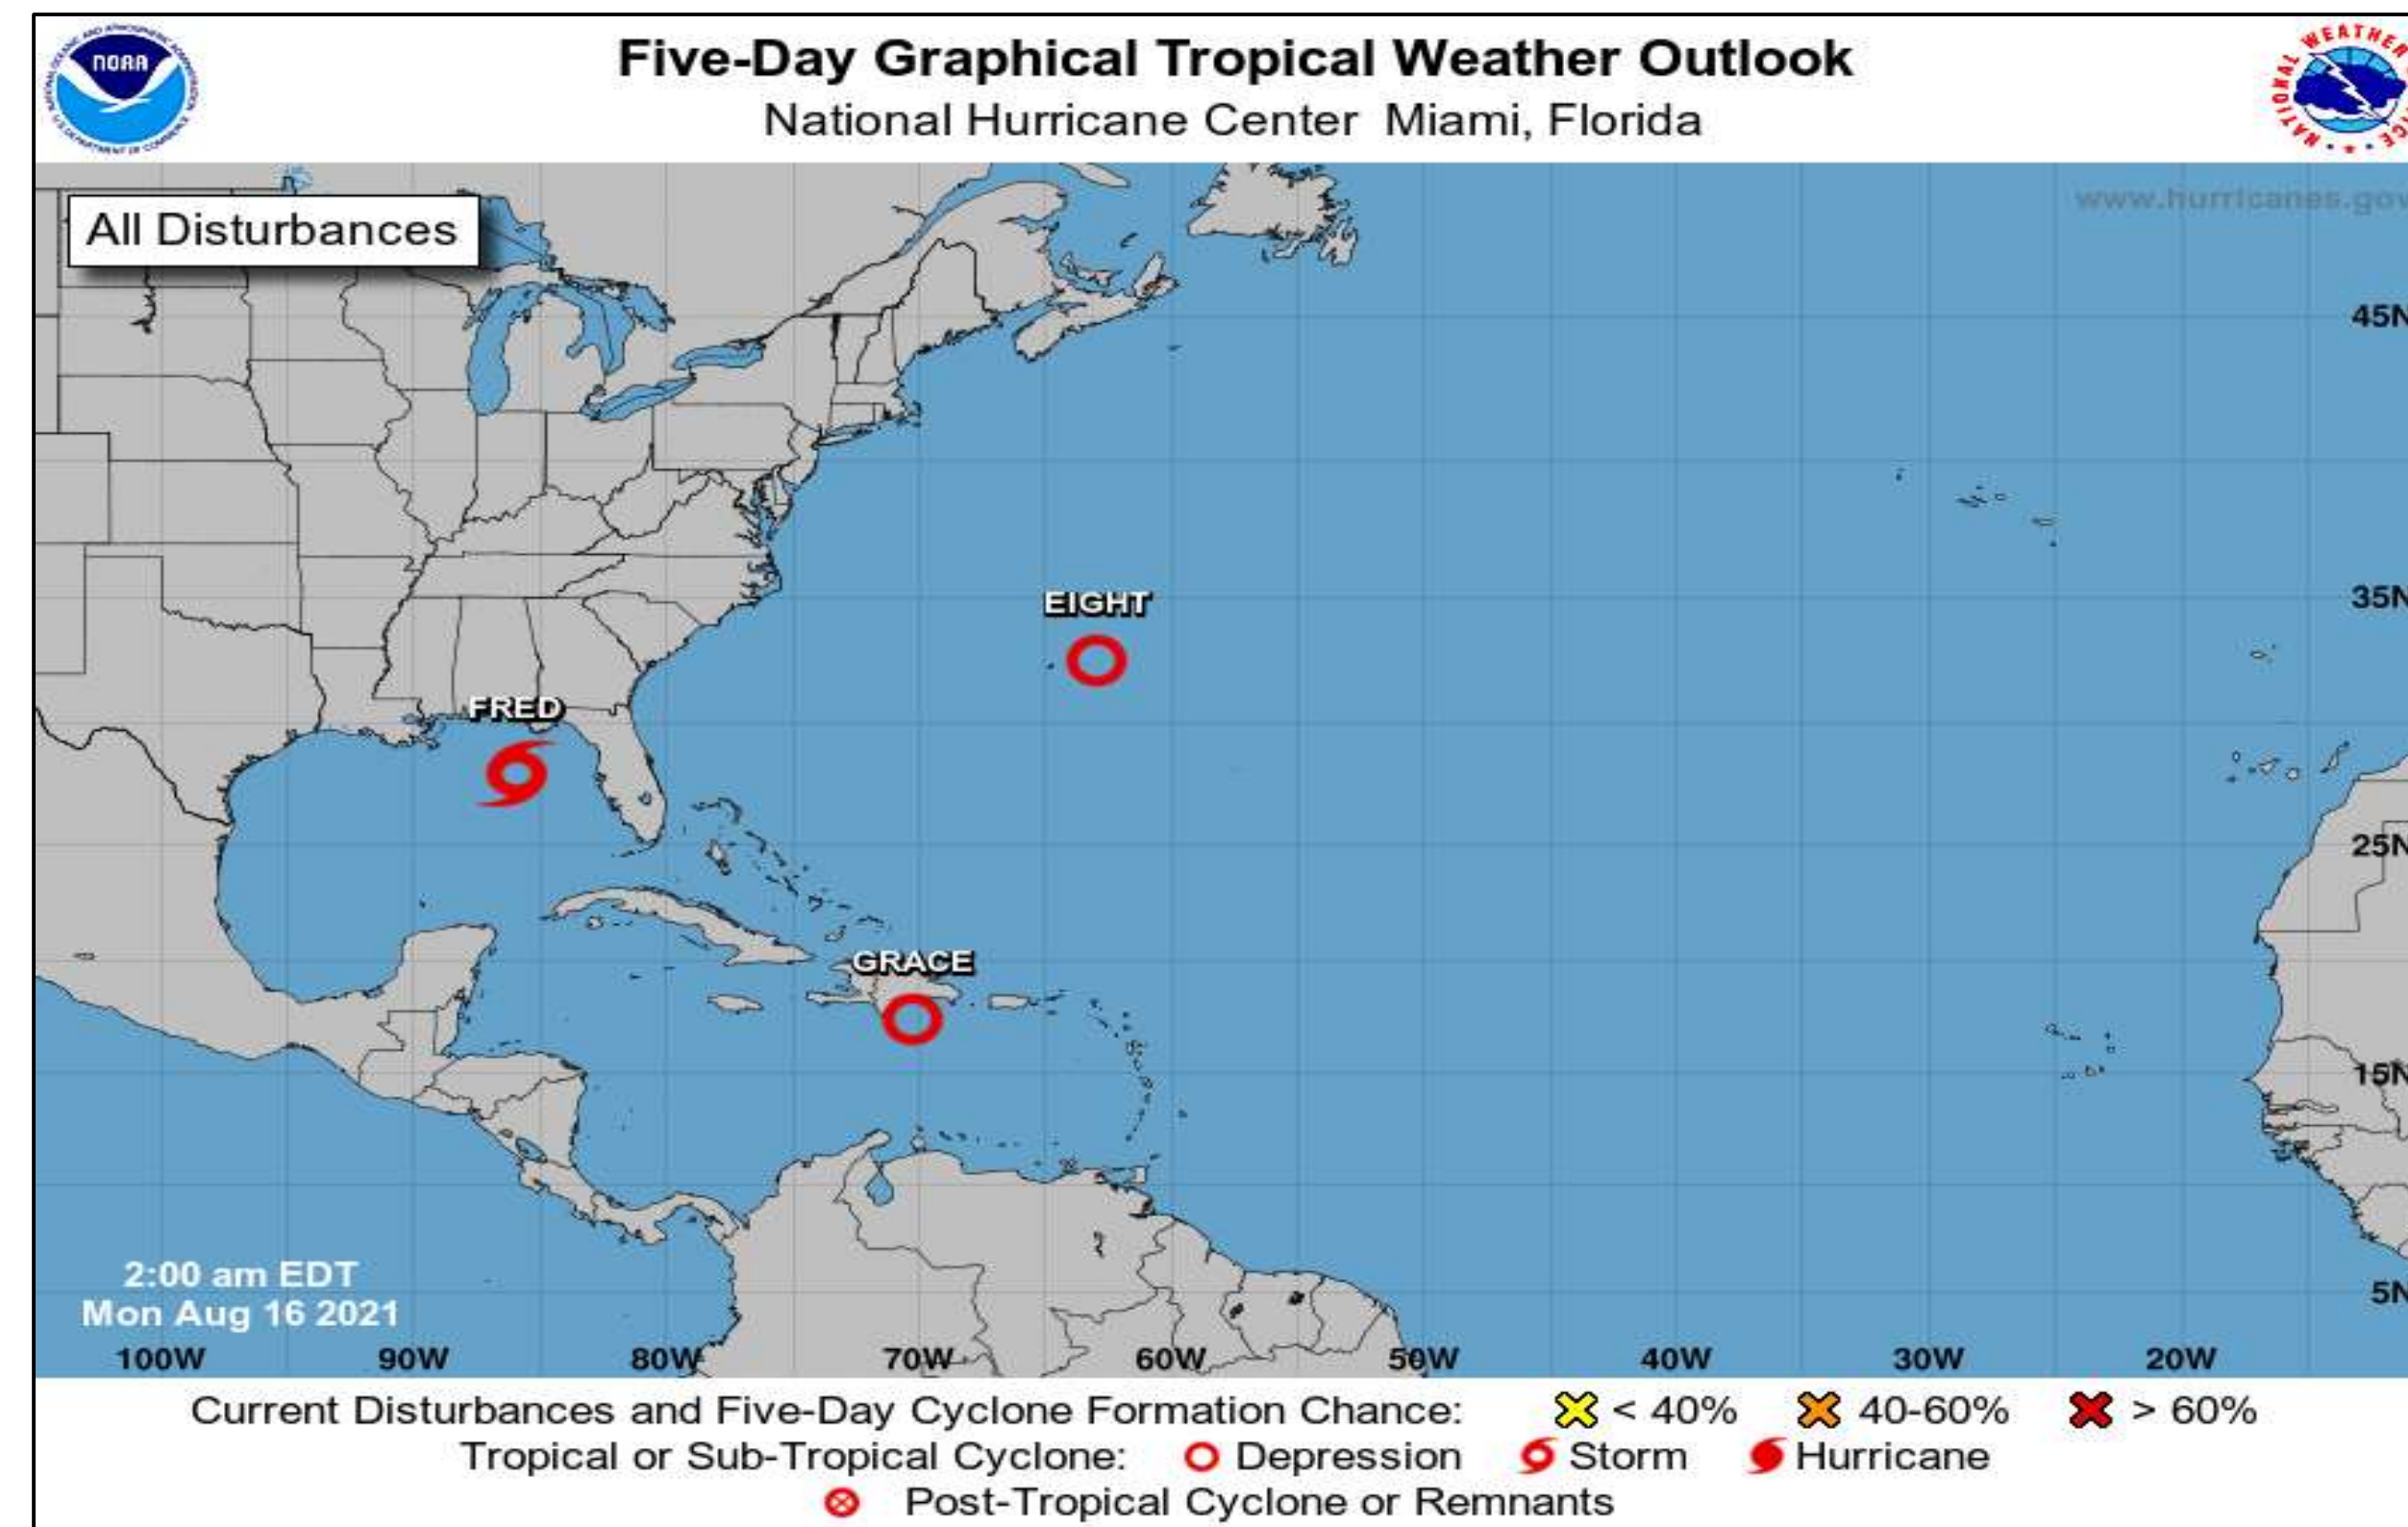 NOAA
Five-Day Graphical Tropical Weather Outlook
National Hurricane Center Miami, Florida
NATIONAL WEATHER
All Disturbances
www.hurricanes.gov
45N
35N
EIGHT
FRED
25N
GRACE
15N
2:00 am EDT
Mon Aug 16 2021
5N
100W 90W 80W 70W 60W 50W 40W 30W 20W
Current Disturbances and Five-Day Cyclone Formation Chance: < 40% 40-60% > 60%
Tropical or Sub-Tropical Cyclone: Depression Storm Hurricane
Post-Tropical Cyclone or Remnants